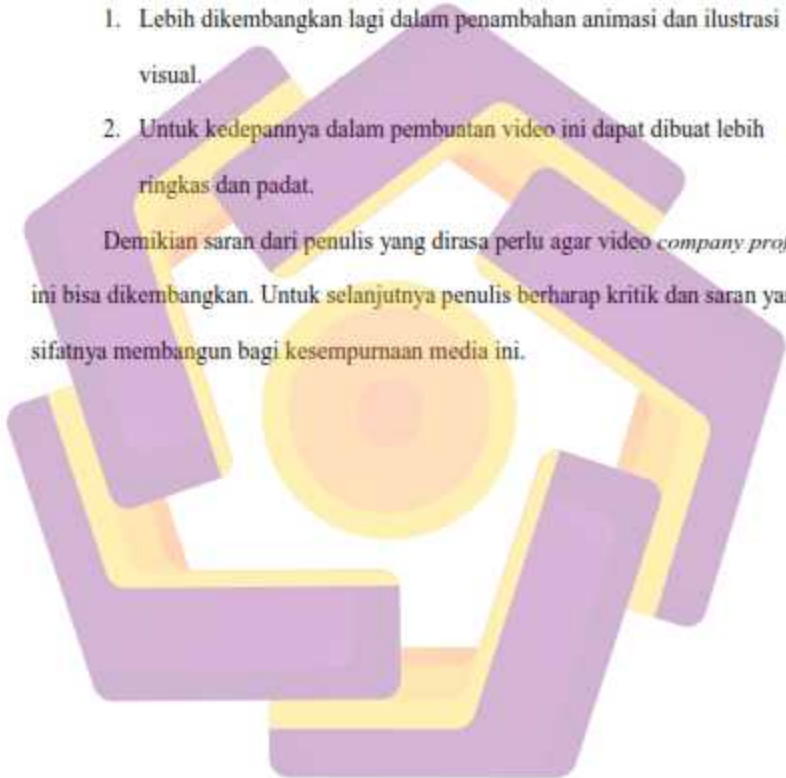 1. Lebih dikembangkan lagi dalam penambahan animasi dan ilustrasi
visual.
2. Untuk kedepannya dalam pembuatan video ini dapat dibuat lebih
ringkas dan padat.
Demikian saran dari penulis yang dirasa perlu agar video company
ini bisa dikembangkan. Untuk selanjutnya penulis berharap kritik dan saran
sifatnya membangun bagi kesempurnaan media ini.